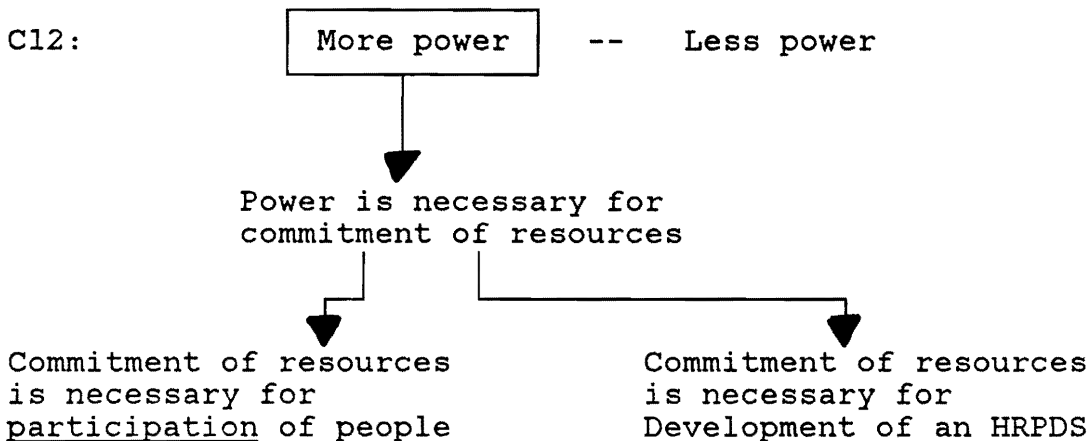 C12: More power -- Less power
Power is necessary for
commitment of resources
Commitment of resources
is necessary for
participation of people
Commitment of resources
is necessary for
Development of an HRPDS